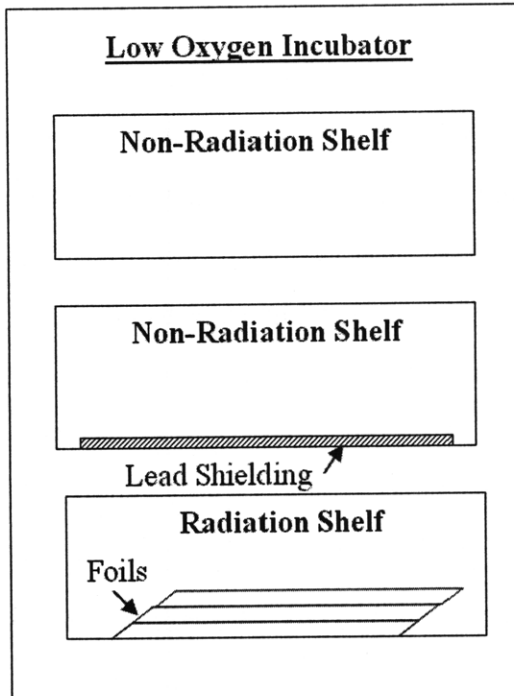 Low Oxygen Incubator
Non-Radiation Shelf
Non-Radiation Shelf
Lead Shielding
Radiation Shelf
Foils